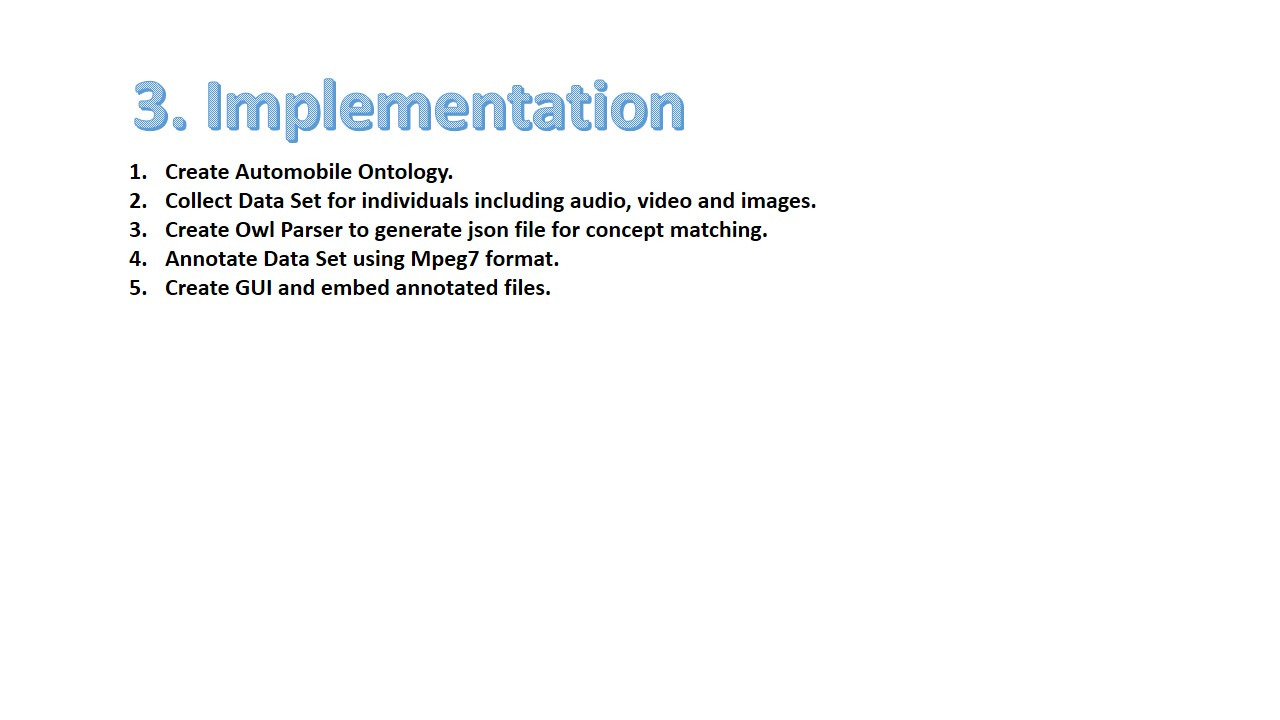 3. Implementation
1. Create Automobile Ontology.
2. Collect Data Set for individuals including audio, video and images.
3. Create Owl Parser to generate json file for concept matching.
4. Annotate Data Set using Mpeg7 format.
5. Create GUI and embed annotated files.